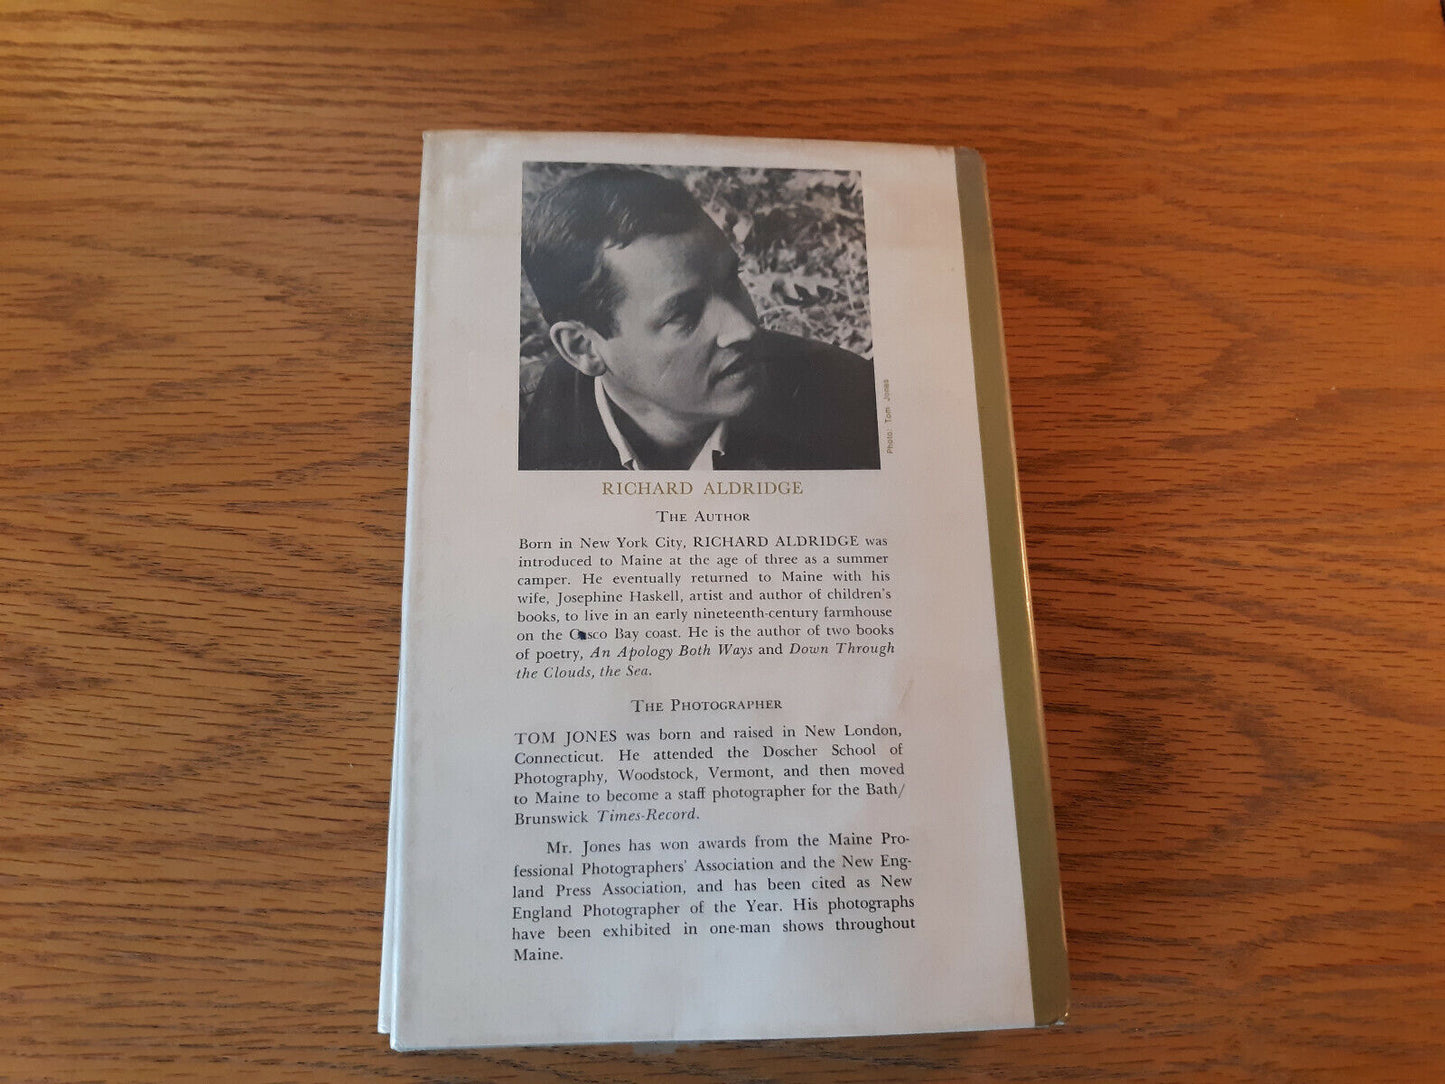 Photo: Tom Jones
RICHARD ALDRIDGE
THE AUTHOR
Born in New York City, RICHARD ALDRIDGE was
introduced to Maine at the age of three as a summer
camper. He eventually returned to Maine with his
wife, Josephine Haskell, artist and author of children's
books, to live in an early nineteenth-century farmhouse
on the Casco Bay coast. He is the author of two books
of poetry, An Apology Both Ways and Down Through
the Clouds, the Sea.
THE PHOTOGRAPHER
TOM JONES was born and raised in New London,
Connecticut. He attended the Doscher School of
Photography, Woodstock, Vermont, and then moved
to Maine to become a staff photographer for the Bath/
Brunswick Times-Record.
Mr. Jones has won awards from the Maine Pro-
fessional Photographers' Association and the New Eng-
land Press Association, and has been cited as New
England Photographer of the Year. His photographs
have been exhibited in one-man shows throughout
Maine.